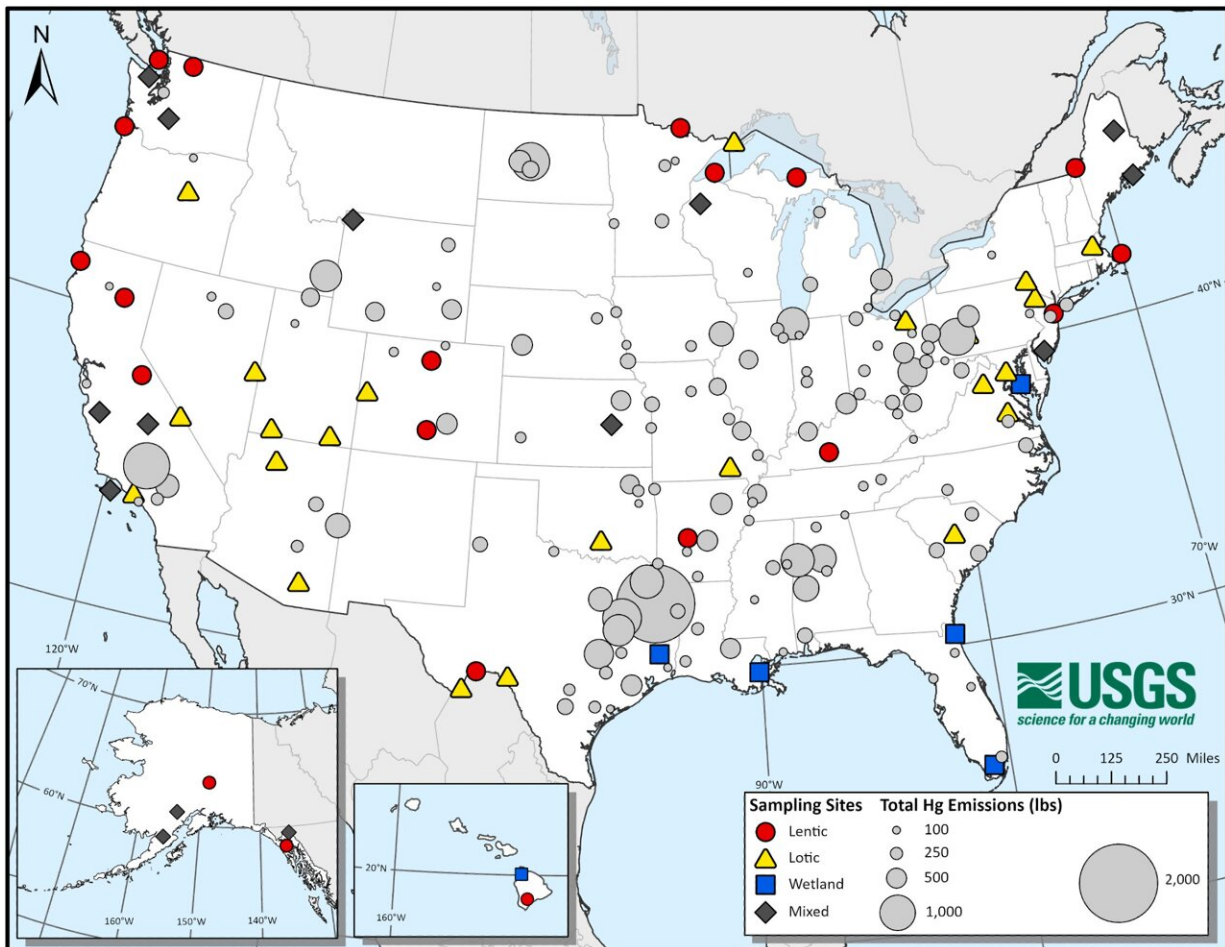 N
40°N
70°W
30°N
120°W
90°W
70°N
60°N
160°W
150°W
140°W
20°N
160°W
USGS
science for a changing world
0 125 250 Miles
Sampling Sites
Lentic
Lotic
Wetland
Mixed
Total Hg Emissions (lbs)
100
250
500
1,000
2,000